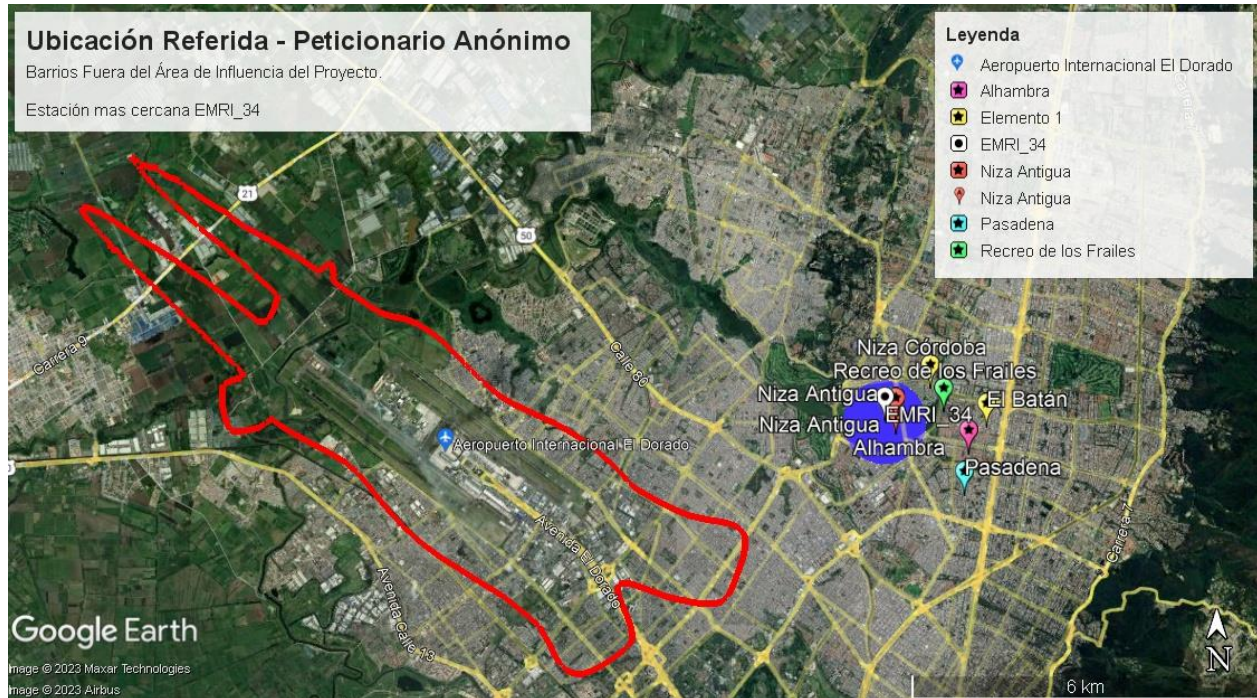 Ubicación Referida - Peticionario Anónimo
Barrios Fuera del Área de Influencia del Proyecto.
Estación mas cercana EMRI_34
Leyenda
Aeropuerto Internacional El Dorado
Alhambra
Elemento 1
EMRI_34
Niza Antigua
Niza Antigua
Pasadena
Recreo de los Frailes
21
50
Carrera 9
Calle 80
Niza Córdoba
Recreo de los Frailes
Niza Antigua
El Batán
EMRI_34
Niza Antigua
Alhambra
Aeropuerto Internacional El Dorado
Pasadena
Avenida El Dorado
Carrera 7
Avenida Calle 13
Google Earth
Image © 2023 Maxar Technologies
Image © 2023 Airbus
6 km
N